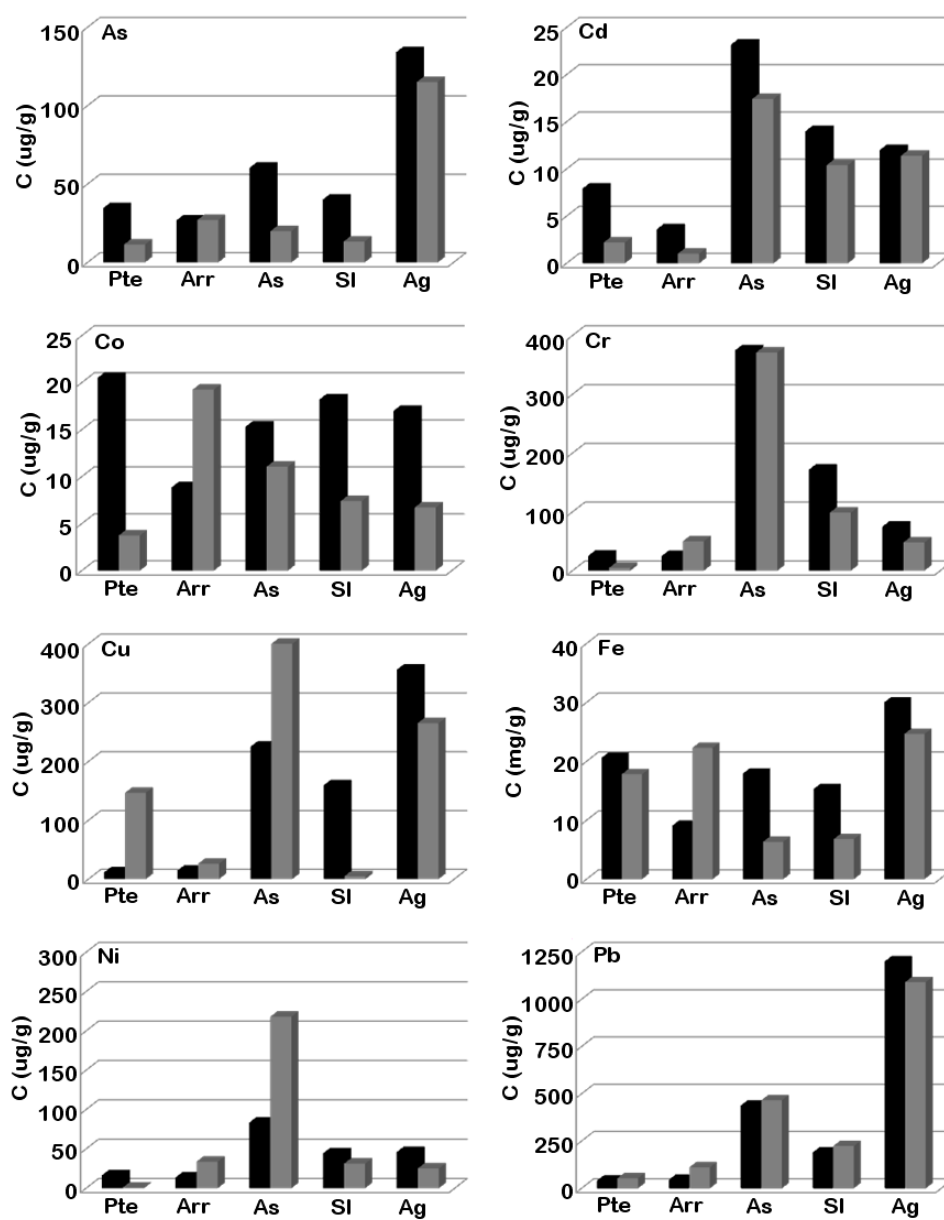 As
C (ug/g)
150
100
50
0
Pte Arr As SI Ag
Cd
C (ug/g)
25
20
15
10
5
0
Pte Arr As SI Ag
Co
C (ug/g)
25
20
15
10
5
0
Pte Arr As SI Ag
Cr
C (ug/g)
400
300
200
100
0
Pte Arr As SI Ag
Cu
C (ug/g)
400
300
200
100
0
Pte Arr As SI Ag
Fe
C (mg/g)
40
30
20
10
0
Pte Arr As SI Ag
Ni
C (ug/g)
300
250
200
150
100
50
0
Pte Arr As SI Ag
Pb
C (ug/g)
1250
1000
750
500
250
0
Pte Arr As SI Ag